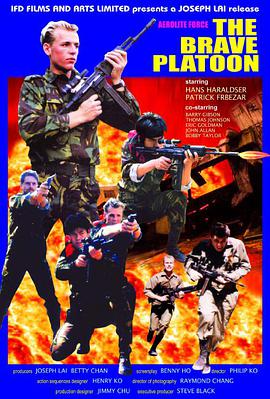 IFD FILMS AND ARTS LIMITED presents a JOSEPH LAI release
AEROLITE FORCE
THE
BRAVE
PLATOON
starring
HANS HARALDSER
PATRICK FRBEZAR
co-starring
BARRY GIBSON
THOMAS JOHNSON
ERIC GOLDMAN
JOHN ALLAN
BOBBY TAYLOR
producers JOSEPH LAI BETTY CHAN screenplay BENNY HO director PHILIP KO
action sequences designer HENRY KO director of photography RAYMOND CHANG
production designer JIMMY CHU executive producer STEVE BLACK